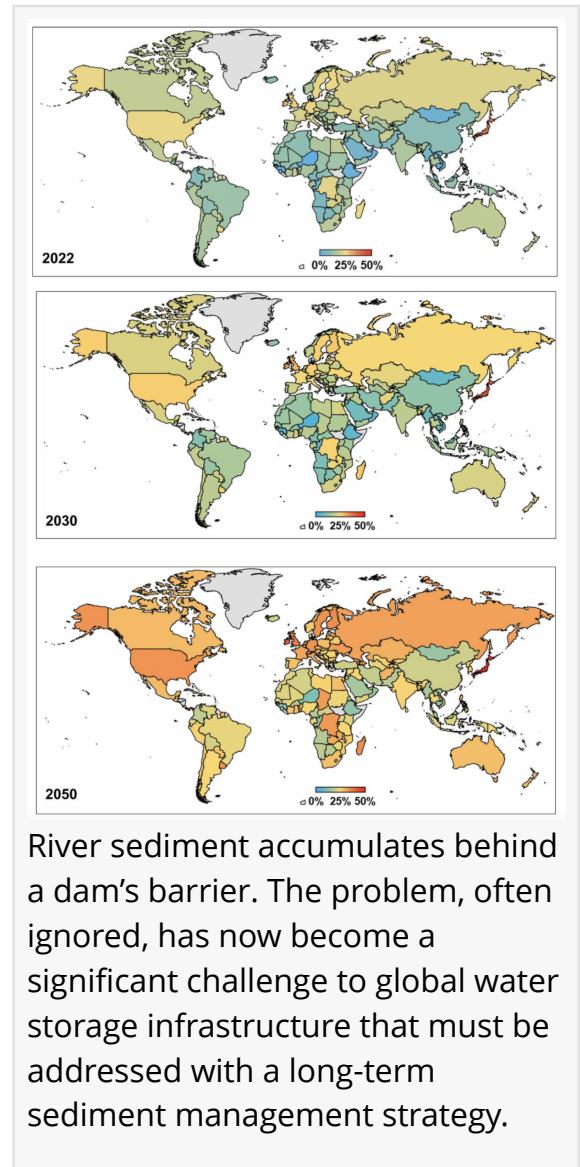 2022
0% 25% 50%
2030
0% 25% 50%
2050
0% 25% 50%
River sediment accumulates behind
a dam’s barrier. The problem, often
ignored, has now become a
significant challenge to global water
storage infrastructure that must be
addressed with a long-term
sediment management strategy.